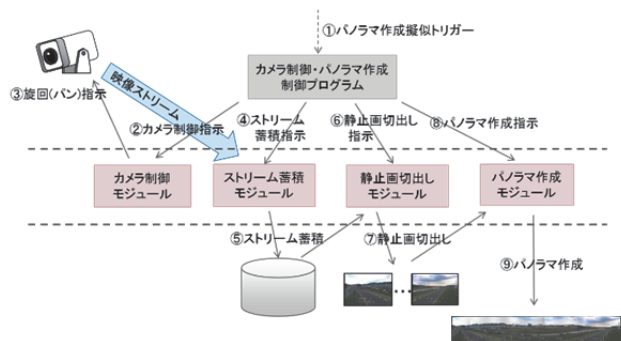 ①パノラマ作成擬似トリガー
カメラ制御・パノラマ作成
制御プログラム
③旋回(パン)指示
映像ストリーム
②カメラ制御指示
④ストリーム
蓄積指示
⑥静止画切出し
指示
⑧パノラマ作成指示
カメラ制御
モジュール
ストリーム蓄積
モジュール
静止画切出し
モジュール
パノラマ作成
モジュール
⑤ストリーム蓄積
⑦静止画切出し
⑨パノラマ作成